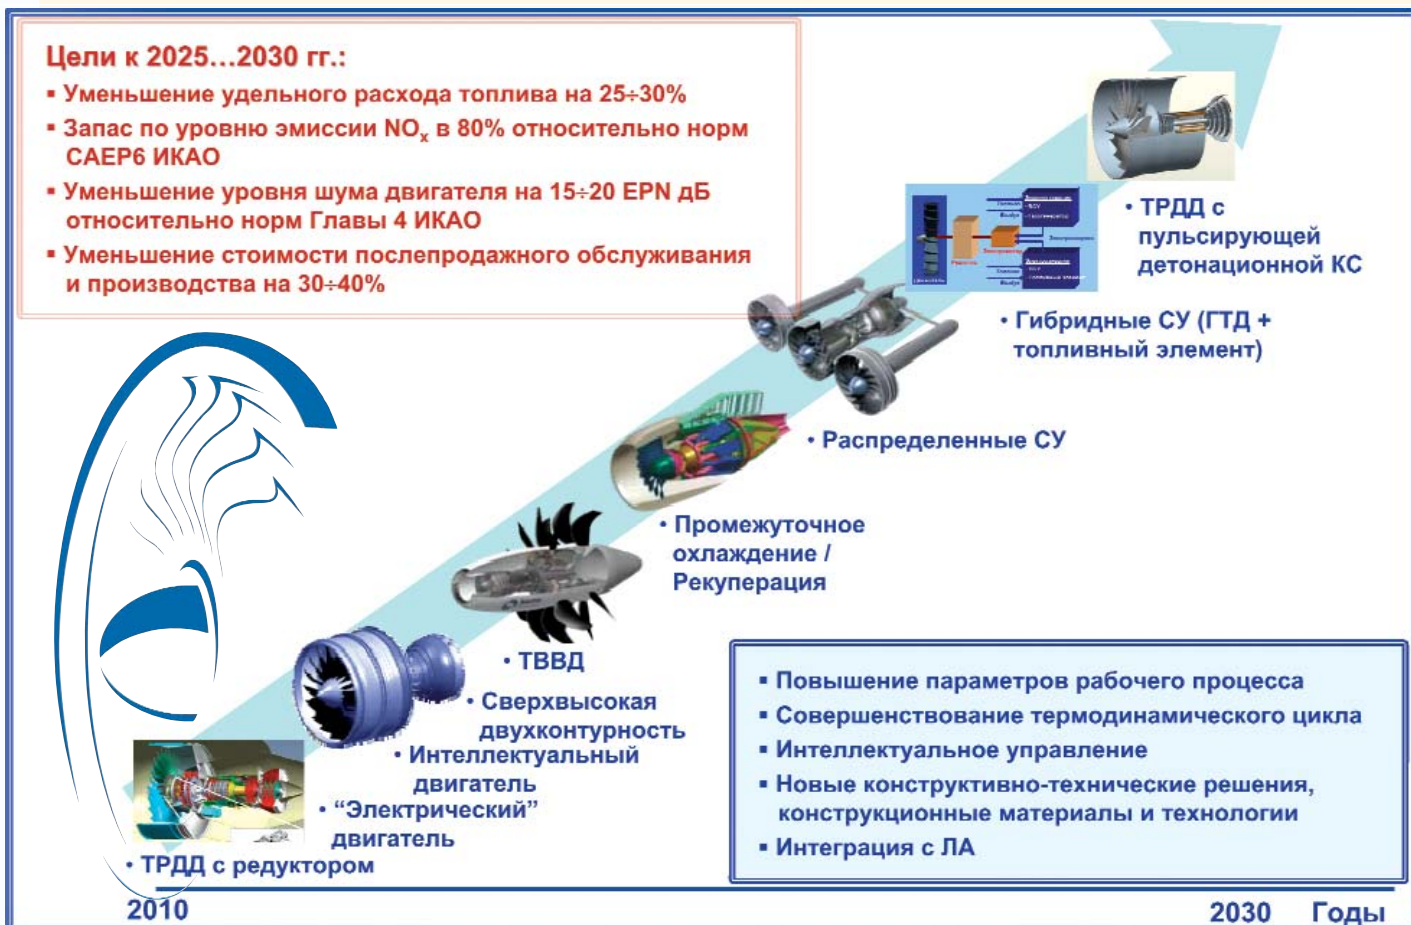 Цели к 2025...2030 гг.:
▪ Уменьшение удельного расхода топлива на 25÷30%
▪ Запас по уровню эмиссии NOx в 80% относительно норм
САЕР6 ИКАО
▪ Уменьшение уровня шума двигателя на 15÷20 EPN дБ
относительно норм Главы 4 ИКАО
▪ Уменьшение стоимости послепродажного обслуживания
и производства на 30÷40%
• ТРДД с
пульсирующей
детонационной КС
• Гибридные СУ (ГТД +
топливный элемент)
• Распределенные СУ
• Промежуточное
охлаждение /
Рекуперация
• ТВВД
• Сверхвысокая
двухконтурность
• Интеллектуальный
двигатель
• “Электрический”
двигатель
• ТРДД с редуктором
▪ Повышение параметров рабочего процесса
▪ Совершенствование термодинамического цикла
▪ Интеллектуальное управление
▪ Новые конструктивно-технические решения,
конструкционные материалы и технологии
▪ Интеграция с ЛА
2010
2030 Годы